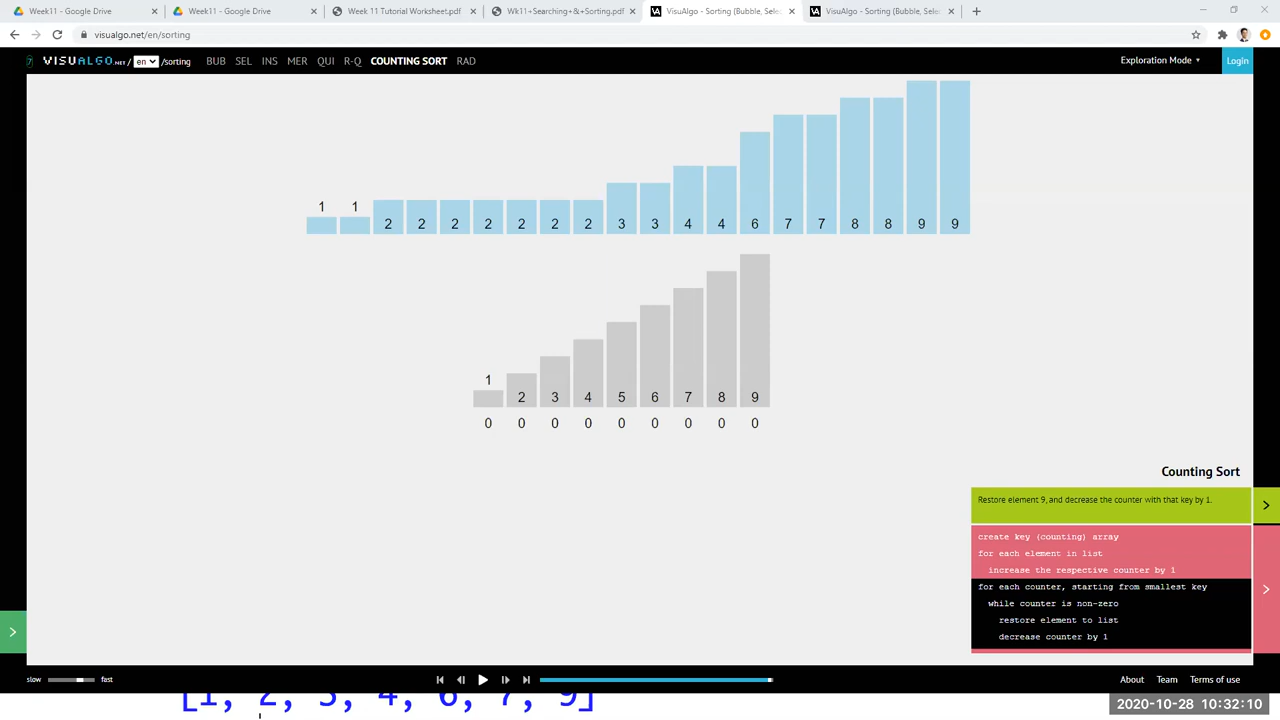 Week11 - Google Drive
Week11 - Google Drive
Week 11 Tutorial Worksheet.pdf
Wk11+Searching+&+Sorting.pdf
VisuAlgo - Sorting (Bubble, Selec
VisuAlgo - Sorting (Bubble, Selec
visualgo.net/en/sorting
7 VISUALGO.NET / en /sorting BUB SEL INS MER QUI R-Q COUNTING SORT RAD Exploration Mode Login
1 1 2 2 2 2 2 2 2 3 3 4 4 6 7 7 8 8 9 9
1 2 3 4 5 6 7 8 9
0 0 0 0 0 0 0 0 0
Counting Sort
Restore element 9, and decrease the counter with that key by 1.
create key (counting) array
for each element in list
increase the respective counter by 1
for each counter, starting from smallest key
while counter is non-zero
restore element to list
decrease counter by 1
slow fast About Team Terms of use
[1, 2, 3, 4, 6, 7, 9]
2020-10-28 10:32:10